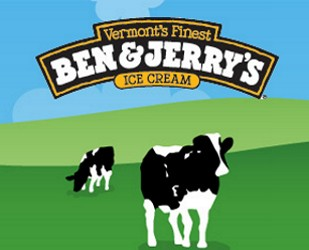 Vermont's Finest
BEN & JERRY'S
ICE CREAM